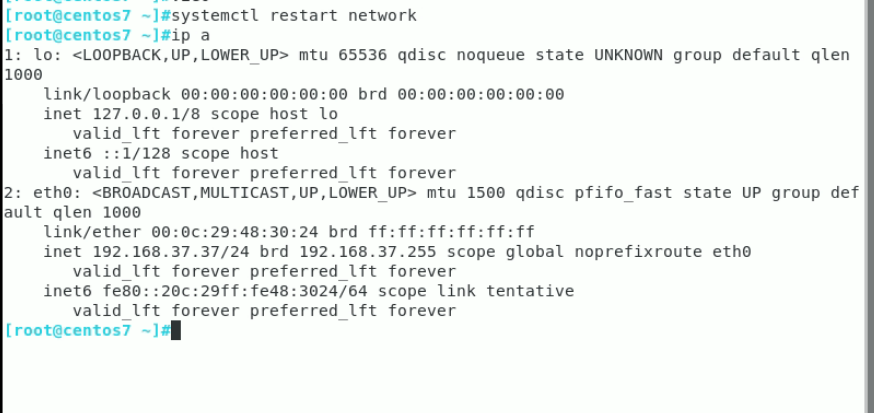 [root@centos7 ~]#systemctl restart network
[root@centos7 ~]#ip a
1: lo: <LOOPBACK,UP,LOWER_UP> mtu 65536 qdisc noqueue state UNKNOWN group default qlen
1000
    link/loopback 00:00:00:00:00:00 brd 00:00:00:00:00:00
    inet 127.0.0.1/8 scope host lo
       valid_lft forever preferred_lft forever
    inet6 ::1/128 scope host
       valid_lft forever preferred_lft forever
2: eth0: <BROADCAST,MULTICAST,UP,LOWER_UP> mtu 1500 qdisc pfifo_fast state UP group def
ault qlen 1000
    link/ether 00:0c:29:48:30:24 brd ff:ff:ff:ff:ff:ff
    inet 192.168.37.37/24 brd 192.168.37.255 scope global noprefixroute eth0
       valid_lft forever preferred_lft forever
    inet6 fe80::20c:29ff:fe48:3024/64 scope link tentative
       valid_lft forever preferred_lft forever
[root@centos7 ~]#